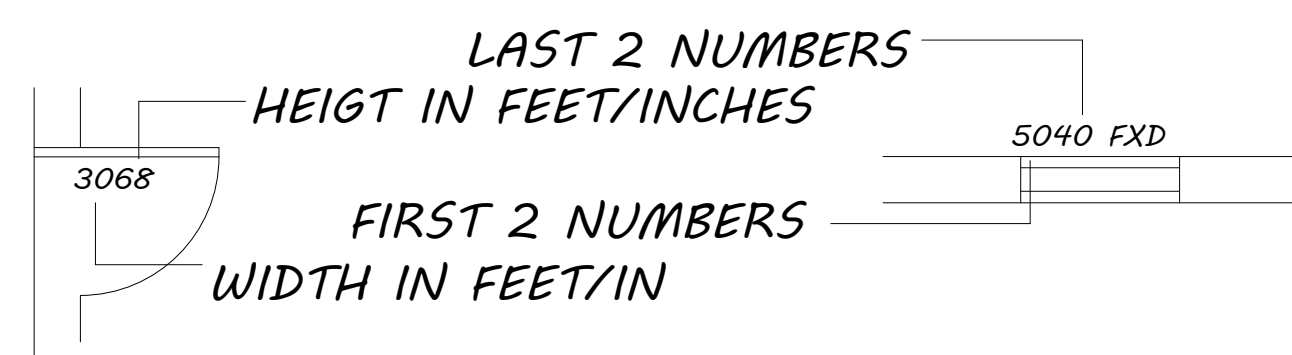 LAST 2 NUMBERS
HEIGT IN FEET/INCHES
5040 FXD
3068
FIRST 2 NUMBERS
WIDTH IN FEET/IN